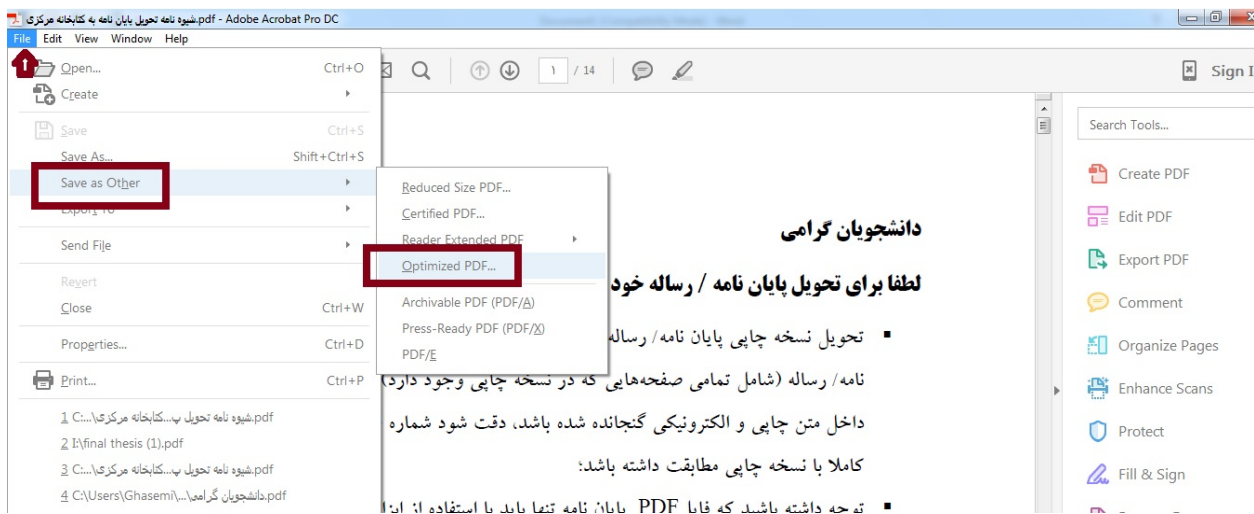 شیوه نامه تحویل پایان نامه به کتابخانه مرکزی.pdf - Adobe Acrobat Pro DC
File Edit View Window Help
۱
Open... Ctrl+O
۱ / 14
Sign I
Create
Save Ctrl+S
Save As... Shift+Ctrl+S
Save as Other
Export To
Send File
Revert
Close Ctrl+W
Properties... Ctrl+D
Print... Ctrl+P
1 C:\...\شیوه نامه تحویل پ...کتابخانه مرکزی.pdf
2 I:\final thesis (1).pdf
3 C:\...\شیوه نامه تحویل پ...کتابخانه مرکزی.pdf
4 C:\Users\Ghasemi\...\دانشجویان گرامی.pdf
Reduced Size PDF...
Certified PDF...
Reader Extended PDF
Optimized PDF...
Archivable PDF (PDF/A)
Press-Ready PDF (PDF/X)
PDF/E
دانشجویان گرامی
لطفا برای تحویل پایان نامه / رساله خود
▪ تحویل نسخه چاپی پایان نامه/ رساله
نامه/ رساله (شامل تمامی صفحه‌هایی که در نسخه چاپی وجود دارد)
داخل متن چاپی و الکترونیکی گنجانده شده باشد، دقت شود شماره
کاملا با نسخه چاپی مطابقت داشته باشد؛
▪ توجه داشته باشید که فایل PDF پایان نامه تنها باید با استفاده از
Search Tools...
Create PDF
Edit PDF
Export PDF
Comment
Organize Pages
Enhance Scans
Protect
Fill & Sign